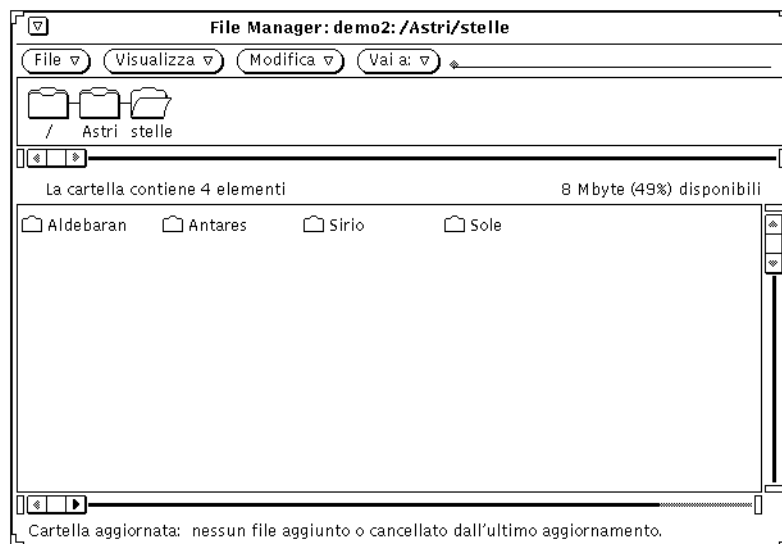 File Manager: demo2: /Astri/stelle
File Visualizza Modifica Vai a:
/ Astri stelle
La cartella contiene 4 elementi 8 Mbyte (49%) disponibili
Aldebaran Antares Sirio Sole
Cartella aggiornata: nessun file aggiunto o cancellato dall'ultimo aggiornamento.